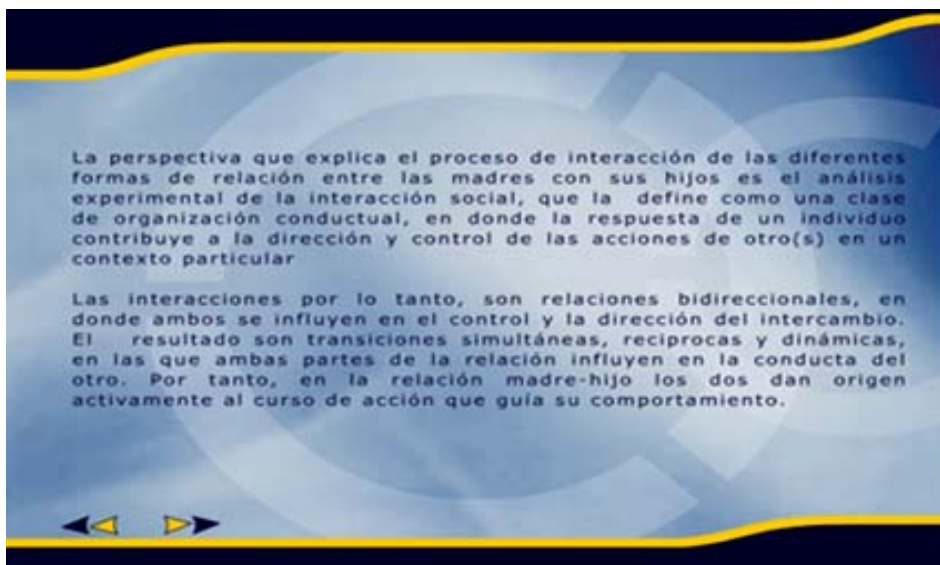 La perspectiva que explica el proceso de interacción de las diferentes
formas de relación entre las madres con sus hijos es el análisis
experimental de la interacción social, que la define como una clase
de organización conductual, en donde la respuesta de un individuo
contribuye a la dirección y control de las acciones de otro(s) en un
contexto particular
Las interacciones por lo tanto, son relaciones bidireccionales, en
donde ambos se influyen en el control y la dirección del intercambio.
El resultado son transiciones simultáneas, reciprocas y dinámicas,
en las que ambas partes de la relación influyen en la conducta del
otro. Por tanto, en la relación madre-hijo los dos dan origen
activamente al curso de acción que guía su comportamiento.